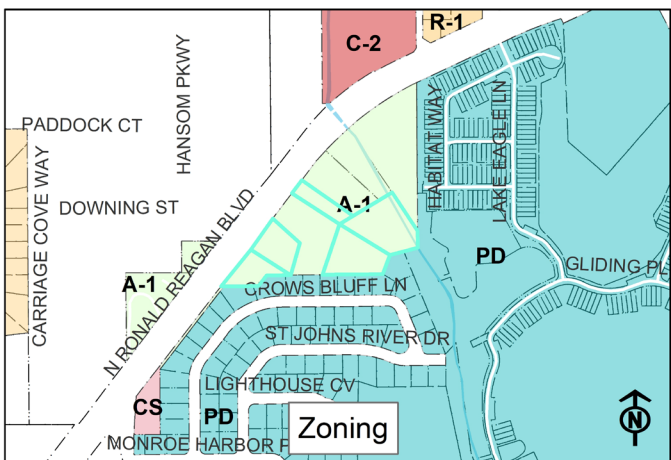 R-1
C-2
HANSOM PKWY
PADDOCK CT
HABITAT WAY
LAKE EAGLE LN
CARRIAGE COVE WAY
DOWNING ST
A-1
N RONALD REAGAN BLVD
PD
GLIDING PL
A-1
CROWS BLUFF LN
ST JOHNS RIVER DR
LIGHTHOUSE CV
CS
PD
Zoning
MONROE HARBOR
N